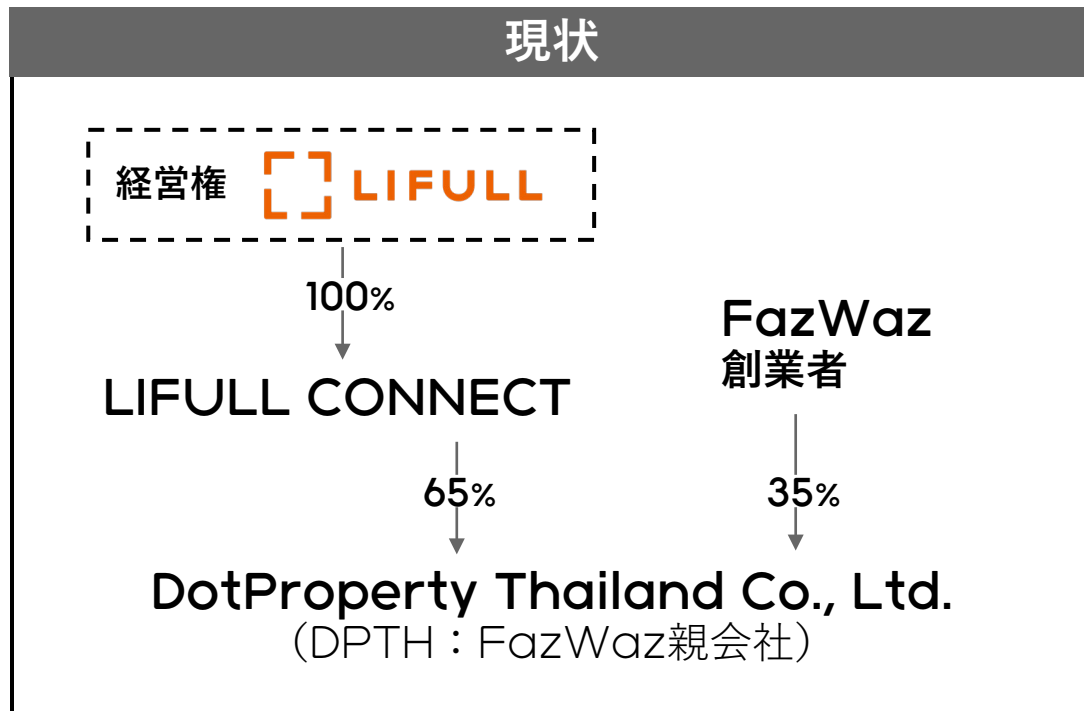 現状
経営権 LIFULL
100%
FazWaz
創業者
LIFULL CONNECT
65%
35%
DotProperty Thailand Co., Ltd.
（DPTH：FazWaz親会社）